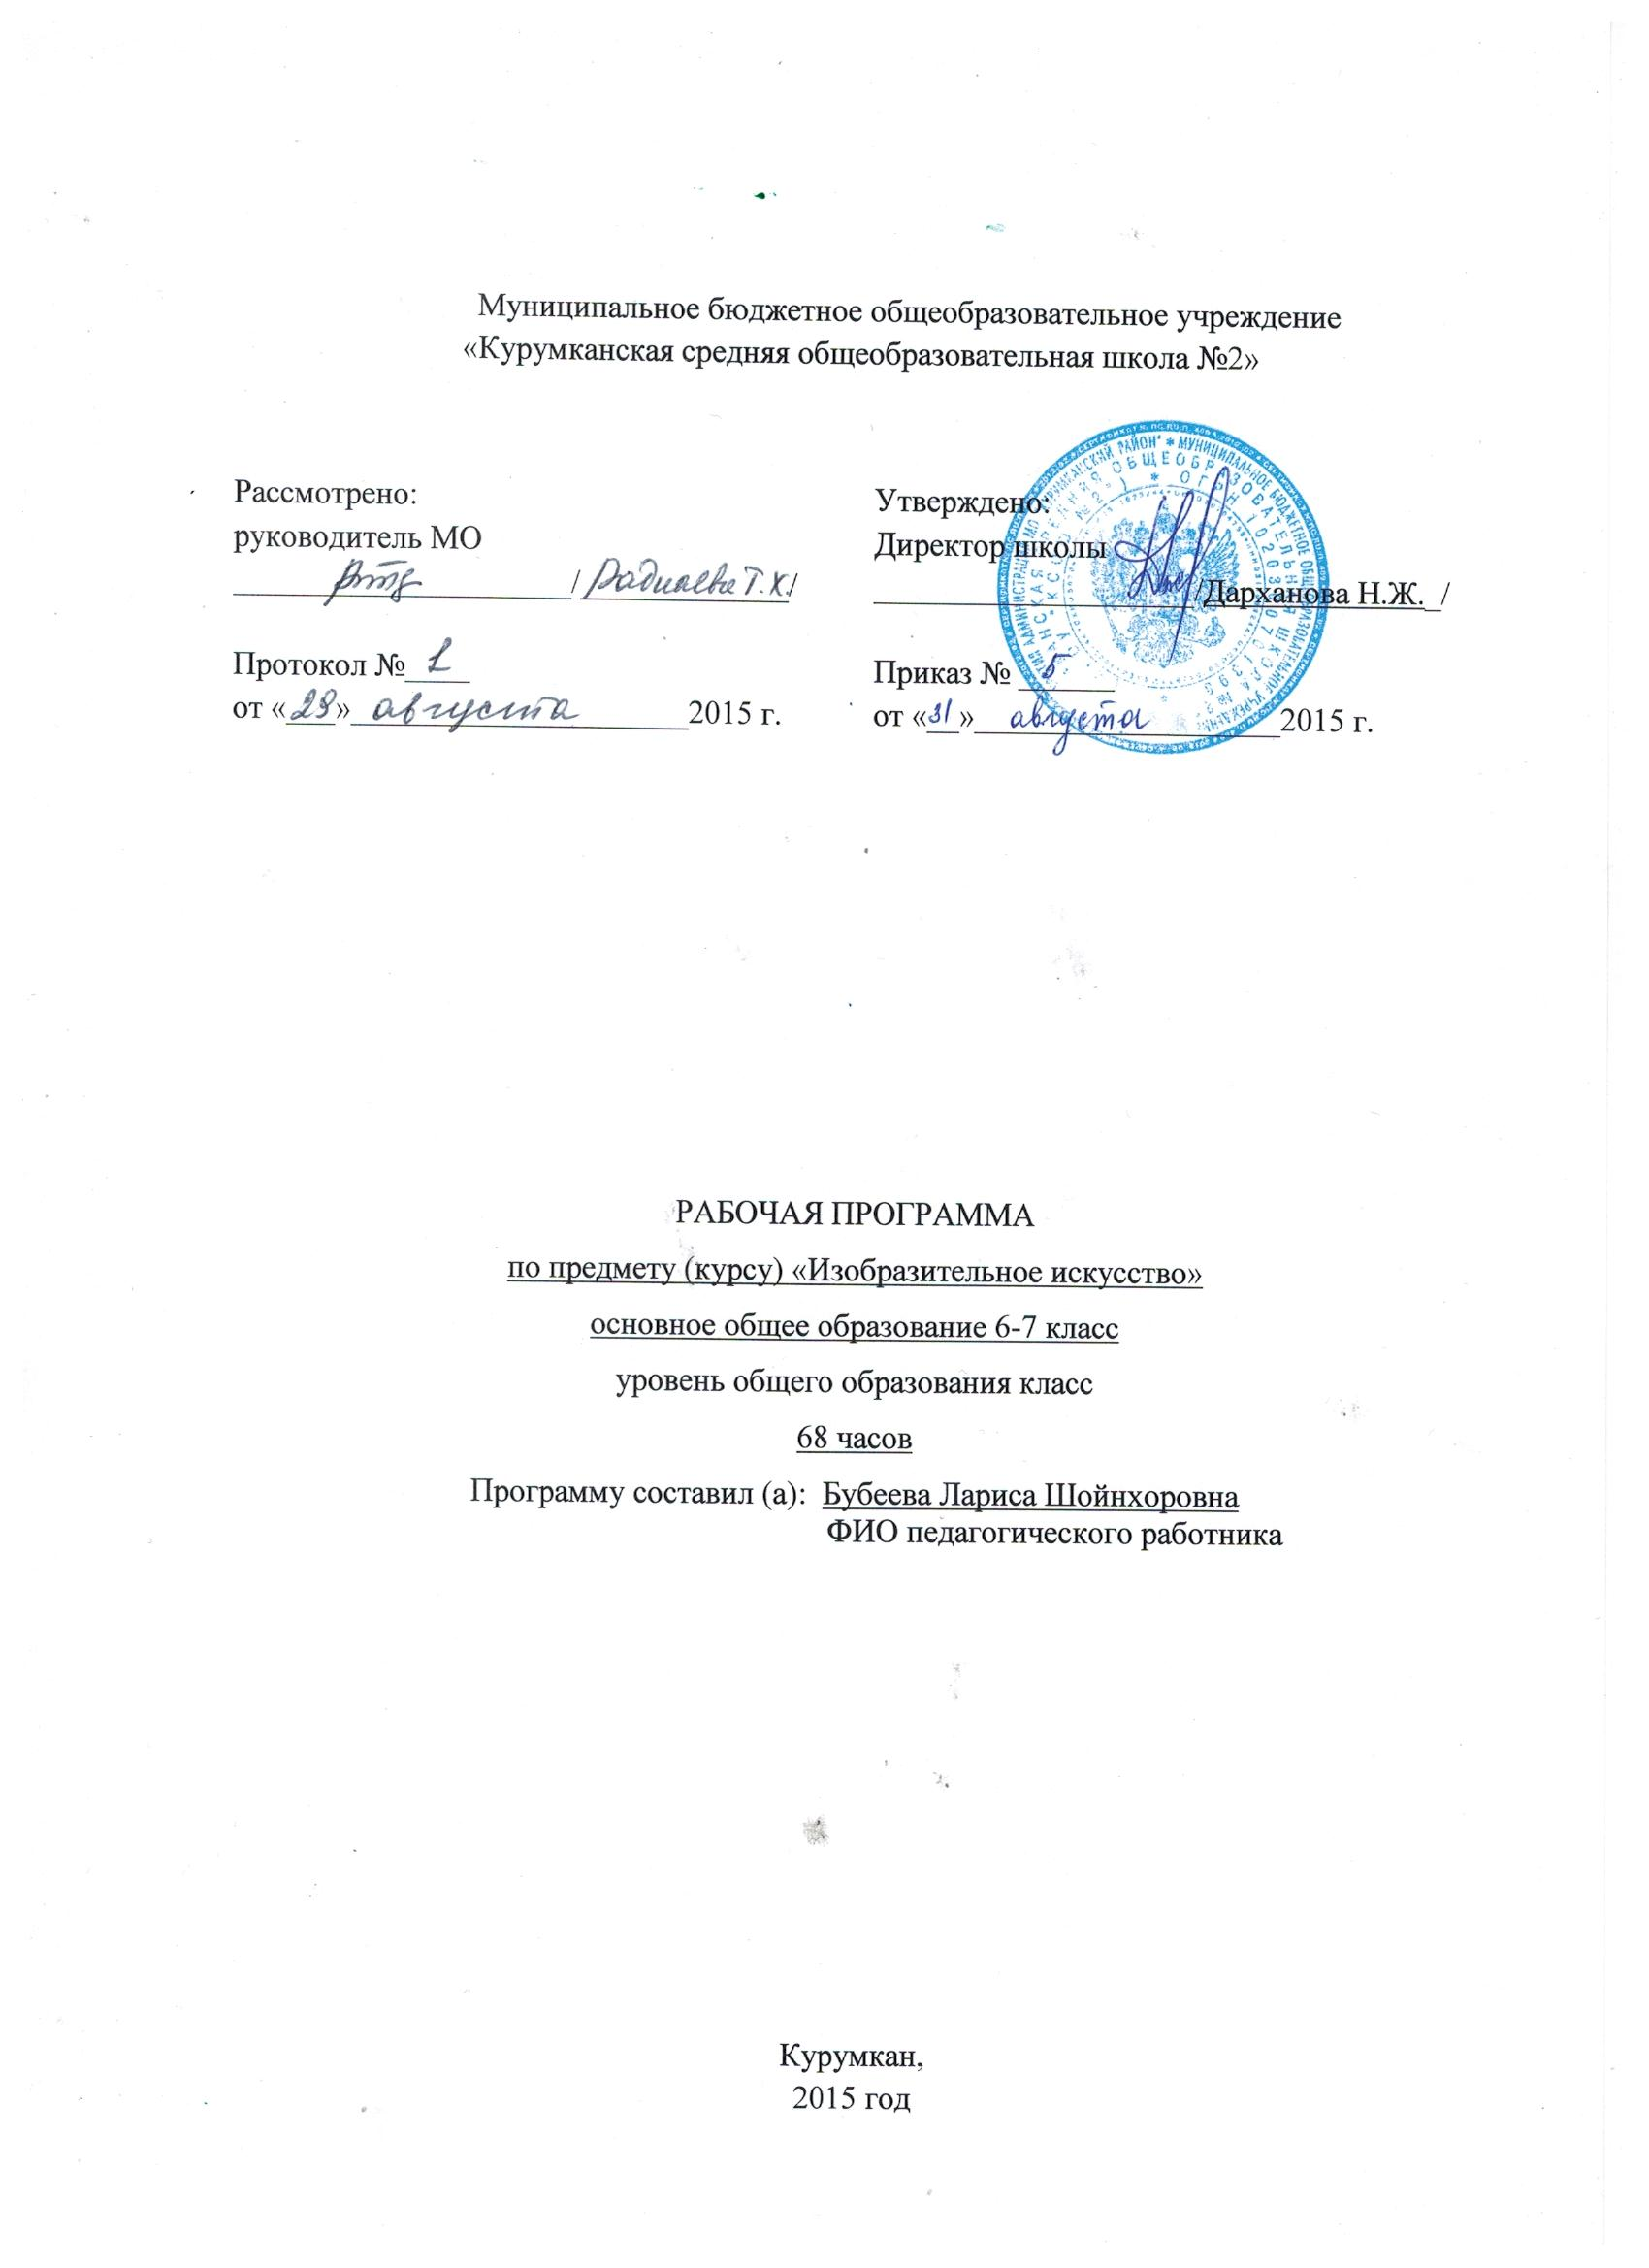 Муниципальное бюджетное общеобразовательное учреждение
«Курумканская средняя общеобразовательная школа №2»
Рассмотрено:
руководитель МО
/ Т.Х./
Протокол № 1
от « » августа 2015 г.
Утверждено:
Директор школы
/Дарханова Н.Ж. /
Приказ № 5
от «31» августа 2015 г.
РАБОЧАЯ ПРОГРАММА
по предмету (курсу) «Изобразительное искусство»
основное общее образование 6-7 класс
уровень общего образования класс
68 часов
Программу составил (а): Бубеева Лариса Шойнхоровна
ФИО педагогического работника
Курумкан,
2015 год